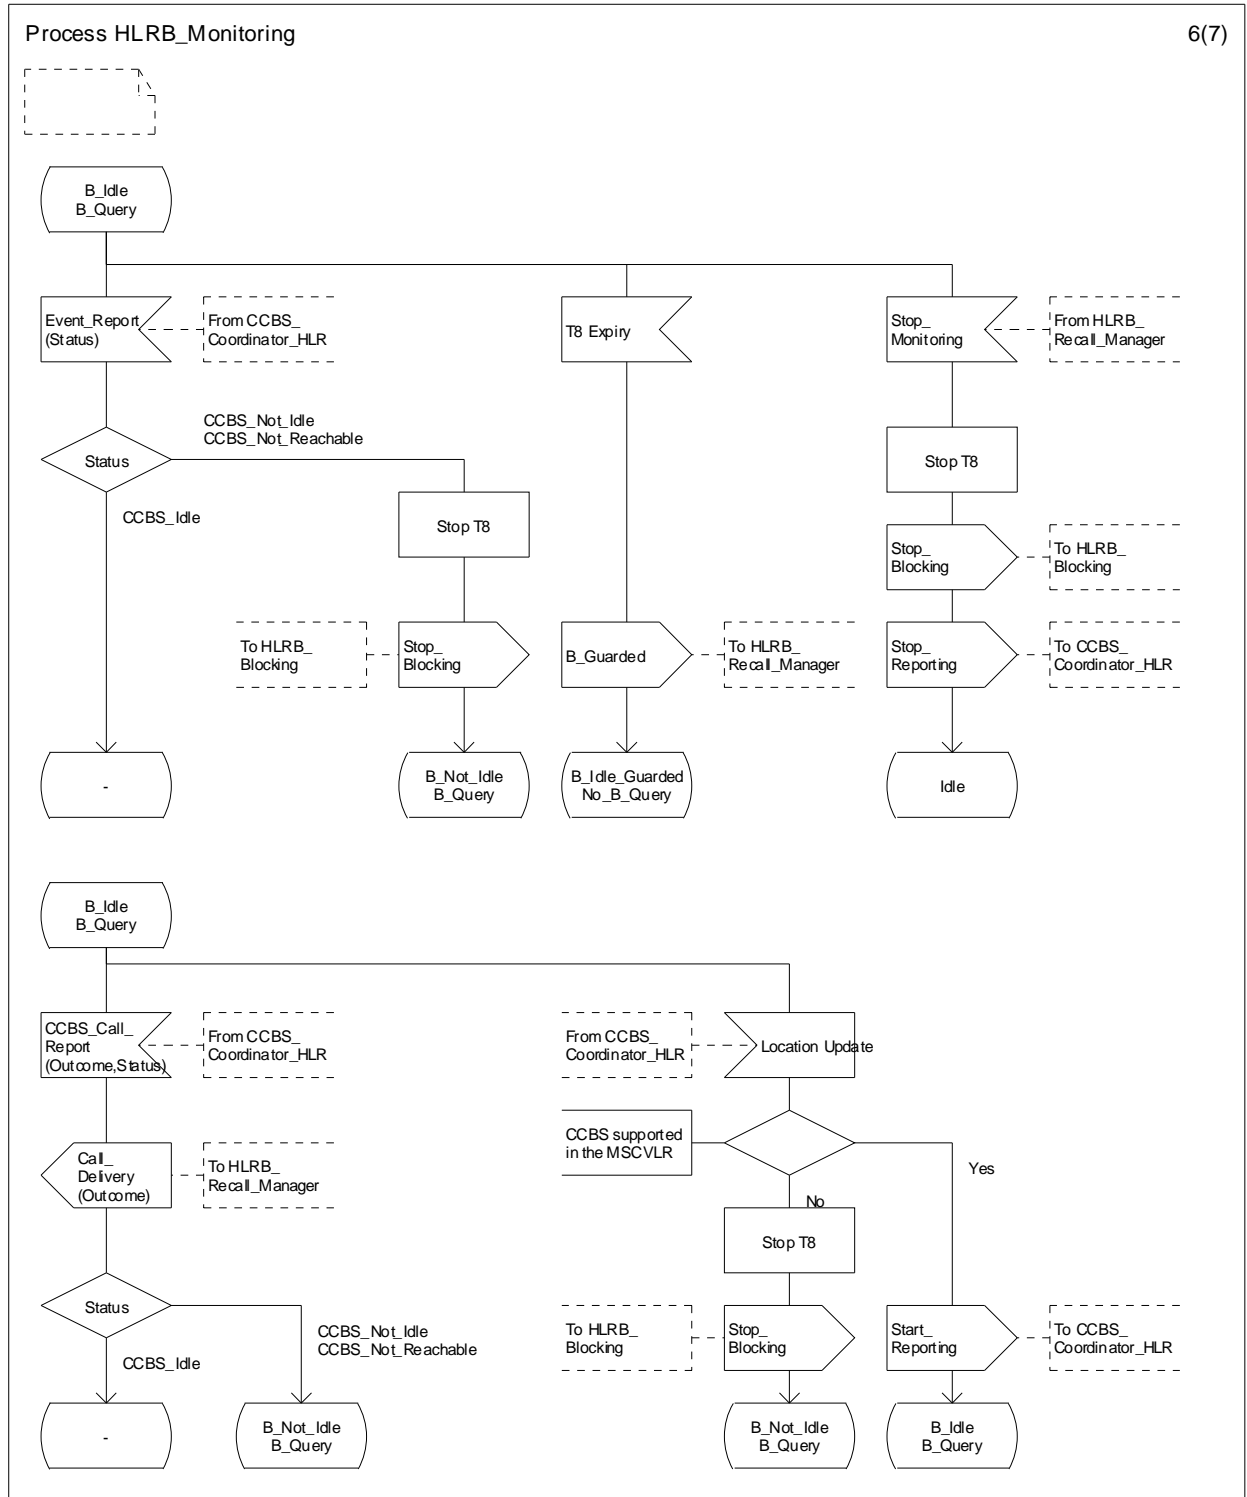 Process HLRB_Monitoring
6(7)
B_Idle
B_Query
Event_Report
(Status)
From CCBS_
Coordinator_HLR
T8 Expiry
Stop_
Monitoring
From HLRB_
Recall_Manager
Status
CCBS_Not_Idle
CCBS_Not_Reachable
CCBS_Idle
Stop T8
Stop T8
Stop_
Blocking
To HLRB_
Blocking
To HLRB_
Blocking
Stop_
Blocking
B_Guarded
To HLRB_
Recall_Manager
Stop_
Reporting
To CCBS_
Coordinator_HLR
-
B_Not_Idle
B_Query
B_Idle_Guarded
No_B_Query
Idle
B_Idle
B_Query
CCBS_Call_
Report
(Outcome,Status)
From CCBS_
Coordinator_HLR
From CCBS_
Coordinator_HLR
Location Update
Call_
Delivery
(Outcome)
To HLRB_
Recall_Manager
CCBS supported
in the MSCVLR
Yes
No
Stop T8
Status
CCBS_Not_Idle
CCBS_Not_Reachable
CCBS_Idle
To HLRB_
Blocking
Stop_
Blocking
Start_
Reporting
To CCBS_
Coordinator_HLR
-
B_Not_Idle
B_Query
B_Not_Idle
B_Query
B_Idle
B_Query